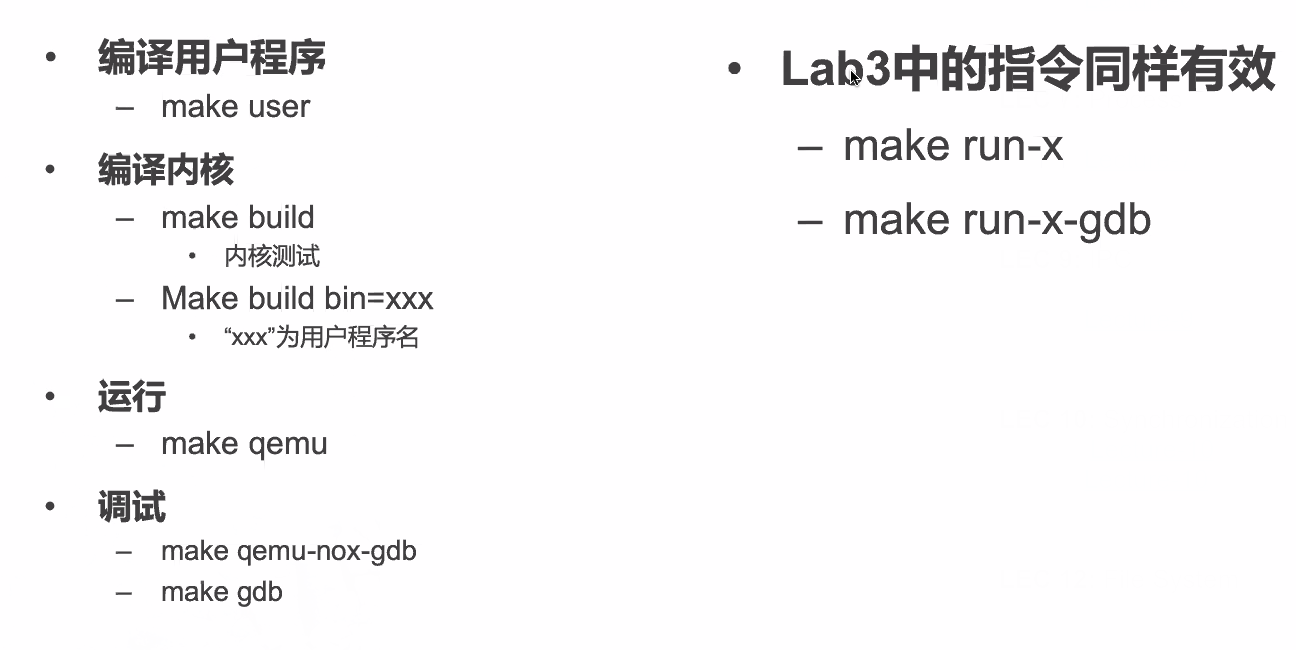 • 编译用户程序
– make user
• 编译内核
– make build
• 内核测试
– Make build bin=xxx
• “xxx”为用户程序名
• 运行
– make qemu
• 调试
– make qemu-nox-gdb
– make gdb
• Lab3中的指令同样有效
– make run-x
– make run-x-gdb